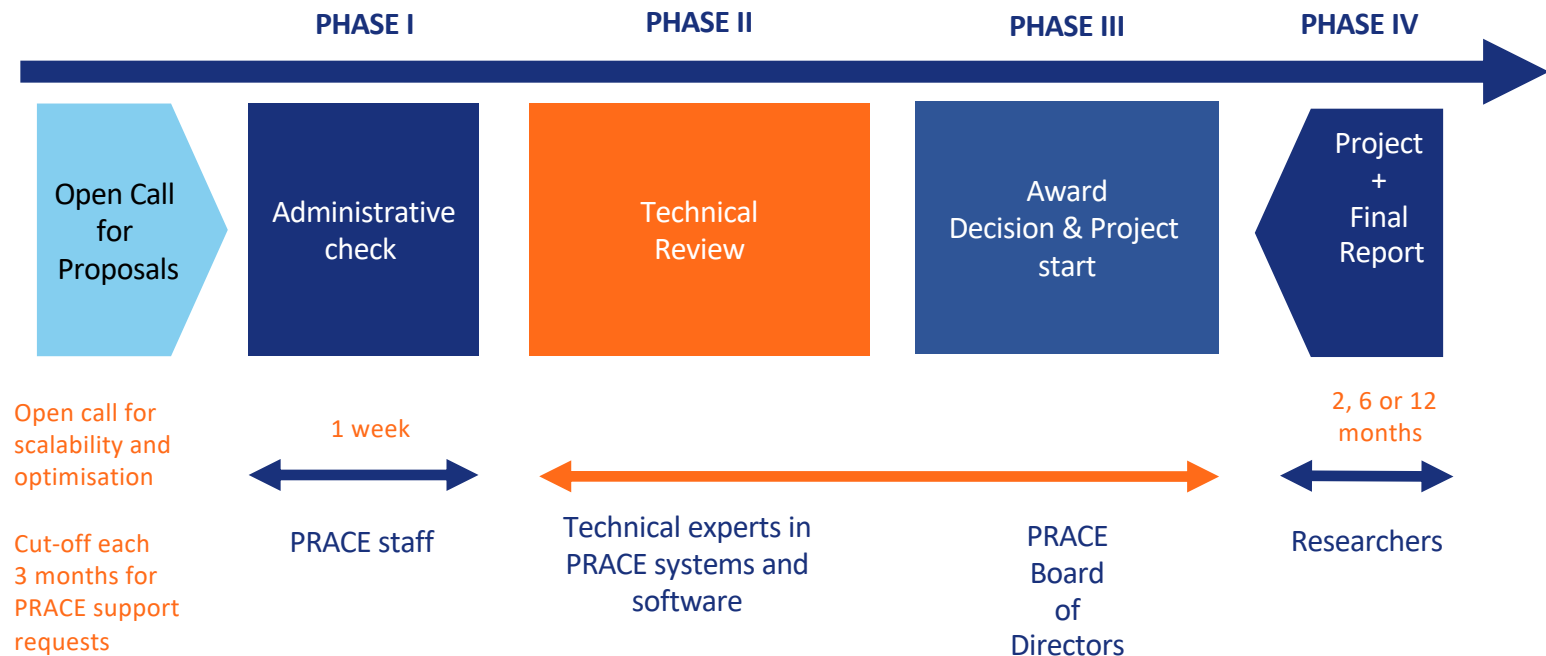 PHASE I
PHASE II
PHASE III
PHASE IV
Open Call
for
Proposals
Administrative
check
Technical
Review
Award
Decision & Project
start
Project
+
Final
Report
Open call for
scalability and
optimisation
Cut-off each
3 months for
PRACE support
requests
1 week
PRACE staff
Technical experts in
PRACE systems and
software
PRACE
Board
of
Directors
2, 6 or 12
months
Researchers